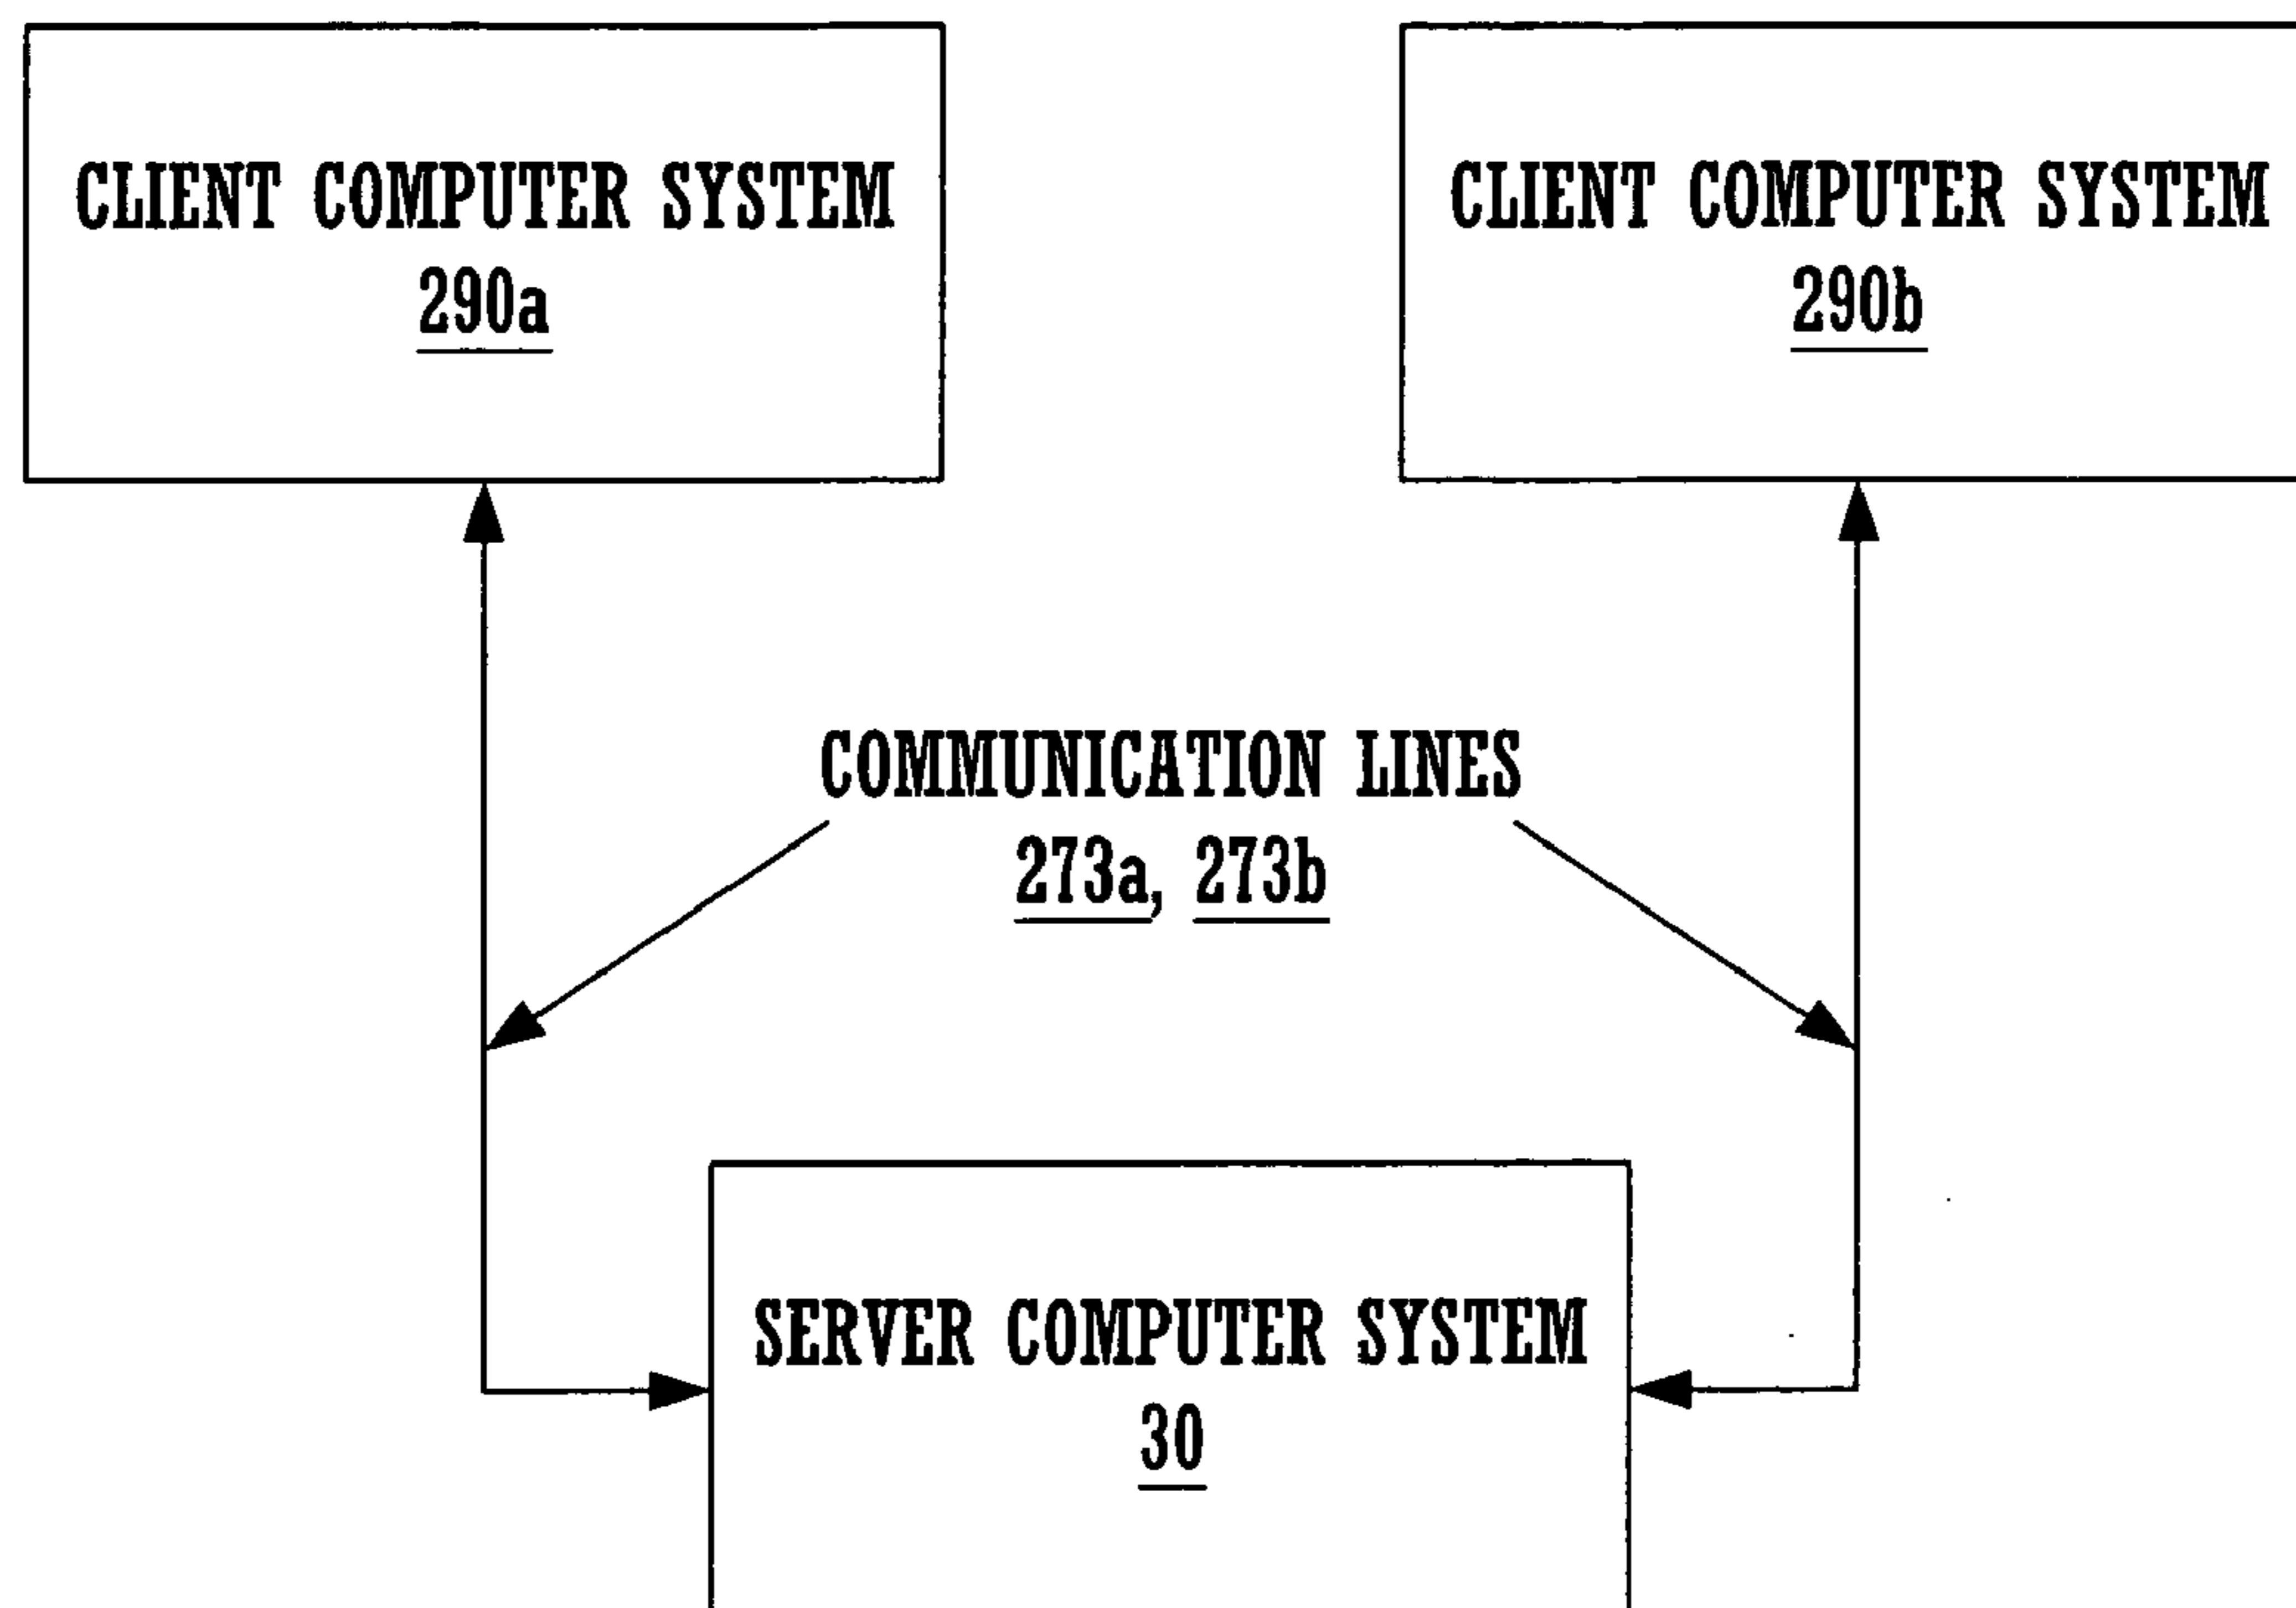 CLIENT COMPUTER SYSTEM
290a
CLIENT COMPUTER SYSTEM
290b
COMMUNICATION LINES
273a, 273b
SERVER COMPUTER SYSTEM
30